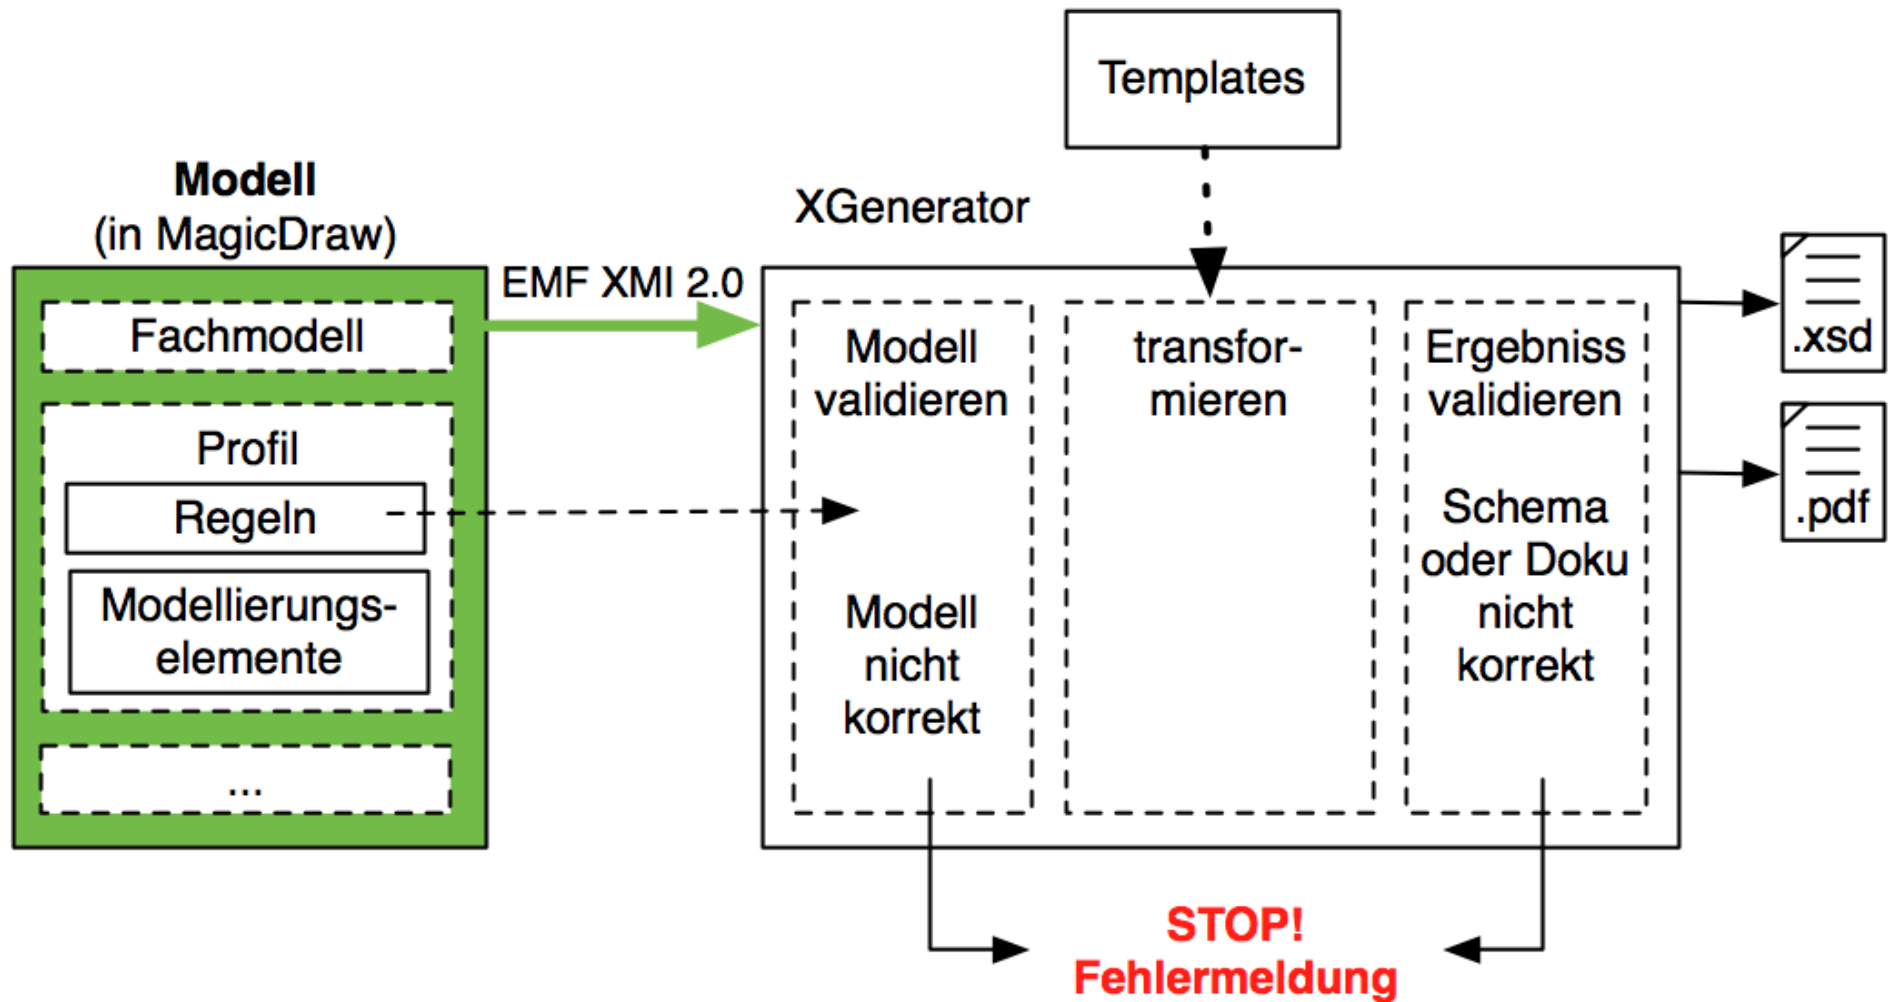 Templates
Modell
(in MagicDraw)
XGenerator
EMF XMI 2.0
Fachmodell
Profil
Regeln
Modellierungs-
elemente
...
Modell
validieren
Modell
nicht
korrekt
transfor-
mieren
Ergebniss
validieren
Schema
oder Doku
nicht
korrekt
.xsd
.pdf
STOP!
Fehlermeldung